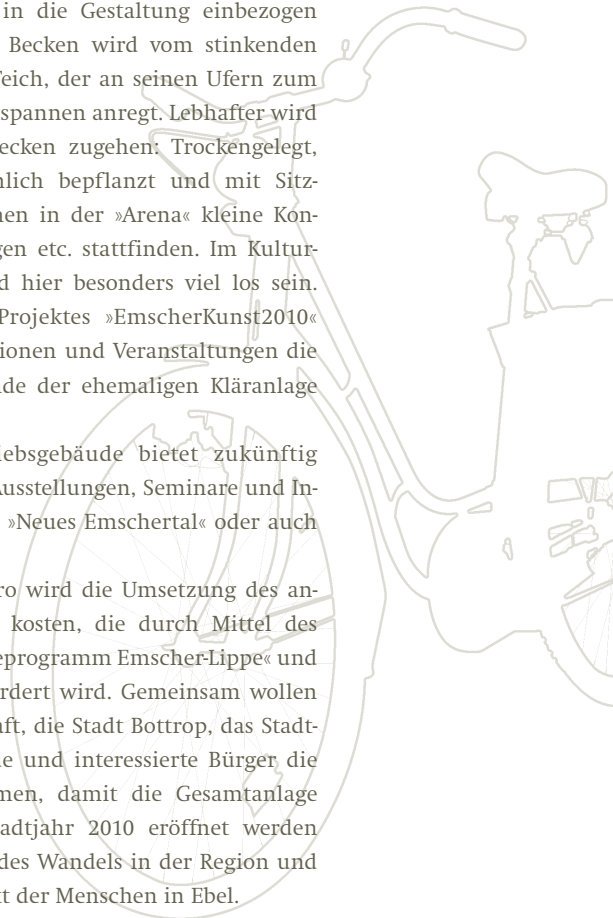 in die Gestaltung einbezogen
Becken wird vom stinkenden
Teich, der an seinen Ufern zum
spannen anregt. Lebhafter wird
ecken zugehen: Trockengelegt,
nlich bepflanzt und mit Sitz-
nen in der »Arena« kleine Kon-
gen etc. stattfinden. Im Kultur-
d hier besonders viel los sein.
Projektes »EmscherKunst2010«
ionen und Veranstaltungen die
nde der ehemaligen Kläranlage
iebsgebäude bietet zukünftig
Ausstellungen, Seminare und In-
»Neues Emschertal« oder auch
ro wird die Umsetzung des an-
kosten, die durch Mittel des
eprogramm Emscher-Lippe« und
rdert wird. Gemeinsam wollen
aft, die Stadt Bottrop, das Stadt-
de und interessierte Bürger die
men, damit die Gesamtanlage
adtjahr 2010 eröffnet werden
des Wandels in der Region und
kt der Menschen in Ebel.